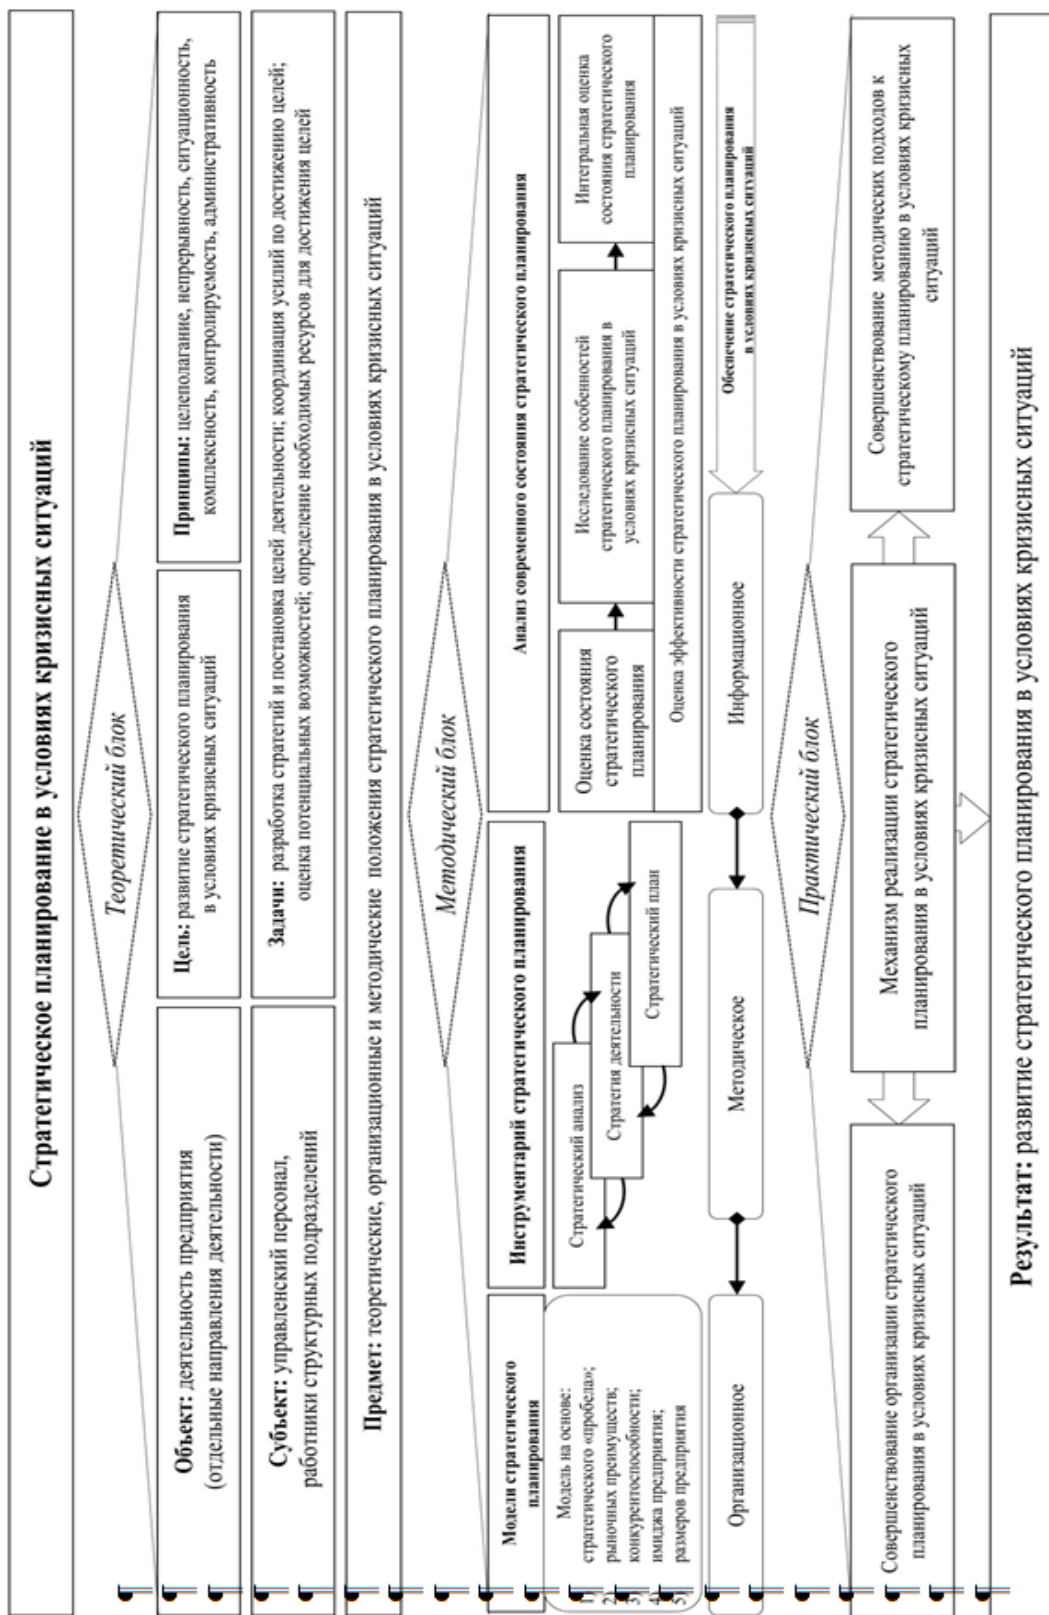 Стратегическое планирование в условиях кризисных ситуаций
Теоретический блок
Объект: деятельность предприятия
(отдельные направления деятельности)
Цель: развитие стратегического планирования
в условиях кризисных ситуаций
Принципы: целеполагание, непрерывность, ситуационность,
комплексность, контролируемость, административность
Субъект: управленский персонал,
работники структурных подразделений
Задачи: разработка стратегий и постановка целей деятельности; координация усилий по достижению целей;
оценка потенциальных возможностей; определение необходимых ресурсов для достижения целей
Предмет: теоретические, организационные и методические положения стратегического планирования в условиях кризисных ситуаций
Методический блок
Модели стратегического
планирования
Модель на основе:
1) стратегического «пробела»;
2) рыночных преимуществ;
3) конкурентоспособности;
4) имиджа предприятия;
5) размеров предприятия
Инструментарий стратегического планирования
Стратегический анализ
Стратегия деятельности
Стратегический план
Анализ современного состояния стратегического планирования
Оценка состояния
стратегического
планирования
Исследование особенностей
стратегического планирования в
условиях кризисных ситуаций
Интегральная оценка
состояния стратегического
планирования
Оценка эффективности стратегического планирования в условиях кризисных ситуаций
Организационное
Методическое
Информационное
Обеспечение стратегического планирования
в условиях кризисных ситуаций
Практический блок
Совершенствование организации стратегического
планирования в условиях кризисных ситуаций
Механизм реализации стратегического
планирования в условиях кризисных ситуаций
Совершенствование методических подходов к
стратегическому планированию в условиях кризисных
ситуаций
Результат: развитие стратегического планирования в условиях кризисных ситуаций